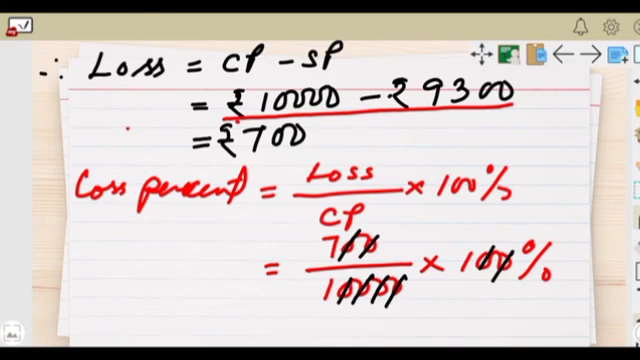 ∴ Loss = CP - SP
= ₹ 10000 - ₹ 9300
= ₹ 700
Loss percent = Loss / CP × 100%
= 700 / 10000 × 100%